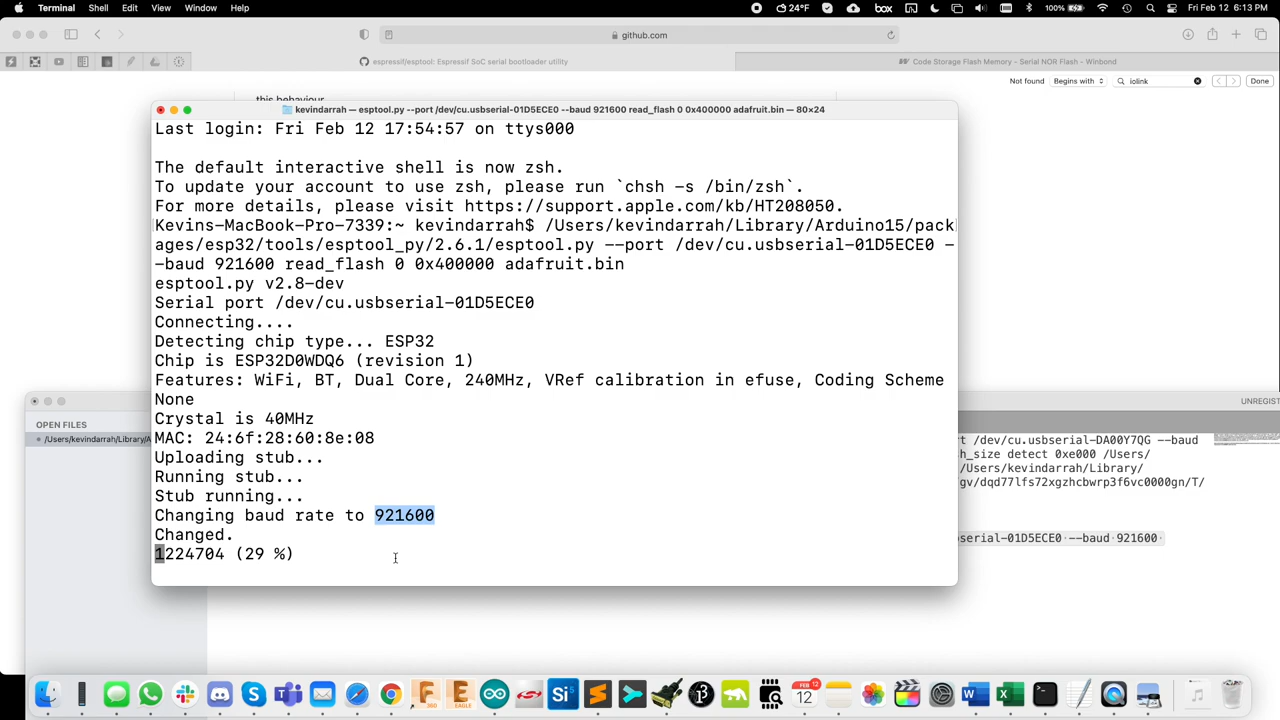 Terminal Shell Edit View Window Help 24°F box 100% Fri Feb 12 6:13 PM
github.com
espressif/esptool: Espressif SoC serial bootloader utility
Code Storage Flash Memory – Serial NOR Flash – Winbond
Not found Begins with iolink Done
this behaviour.
kevindarrah — esptool.py --port /dev/cu.usbserial-01D5ECE0 --baud 921600 read_flash 0 0x400000 adafruit.bin — 80×24
Last login: Fri Feb 12 17:54:57 on ttys000
The default interactive shell is now zsh.
To update your account to use zsh, please run `chsh -s /bin/zsh`.
For more details, please visit https://support.apple.com/kb/HT208050.
Kevins-MacBook-Pro-7339:~ kevindarrah$ /Users/kevindarrah/Library/Arduino15/pack
ages/esp32/tools/esptool_py/2.6.1/esptool.py --port /dev/cu.usbserial-01D5ECE0 -
-baud 921600 read_flash 0 0x400000 adafruit.bin
esptool.py v2.8-dev
Serial port /dev/cu.usbserial-01D5ECE0
Connecting....
Detecting chip type... ESP32
Chip is ESP32D0WDQ6 (revision 1)
Features: WiFi, BT, Dual Core, 240MHz, VRef calibration in efuse, Coding Scheme
None
Crystal is 40MHz
MAC: 24:6f:28:60:8e:08
Uploading stub...
Running stub...
Stub running...
Changing baud rate to 921600
Changed.
1224704 (29 %)
UNREGIST
OPEN FILES
/Users/kevindarrah/Library/A
rt /dev/cu.usbserial-DA00Y7QG --baud
h_size detect 0xe000 /Users/
/Users/kevindarrah/Library/
gv/dqd77lfs72xgzhcbwrp3f6vc0000gn/T/
serial-01D5ECE0 --baud 921600